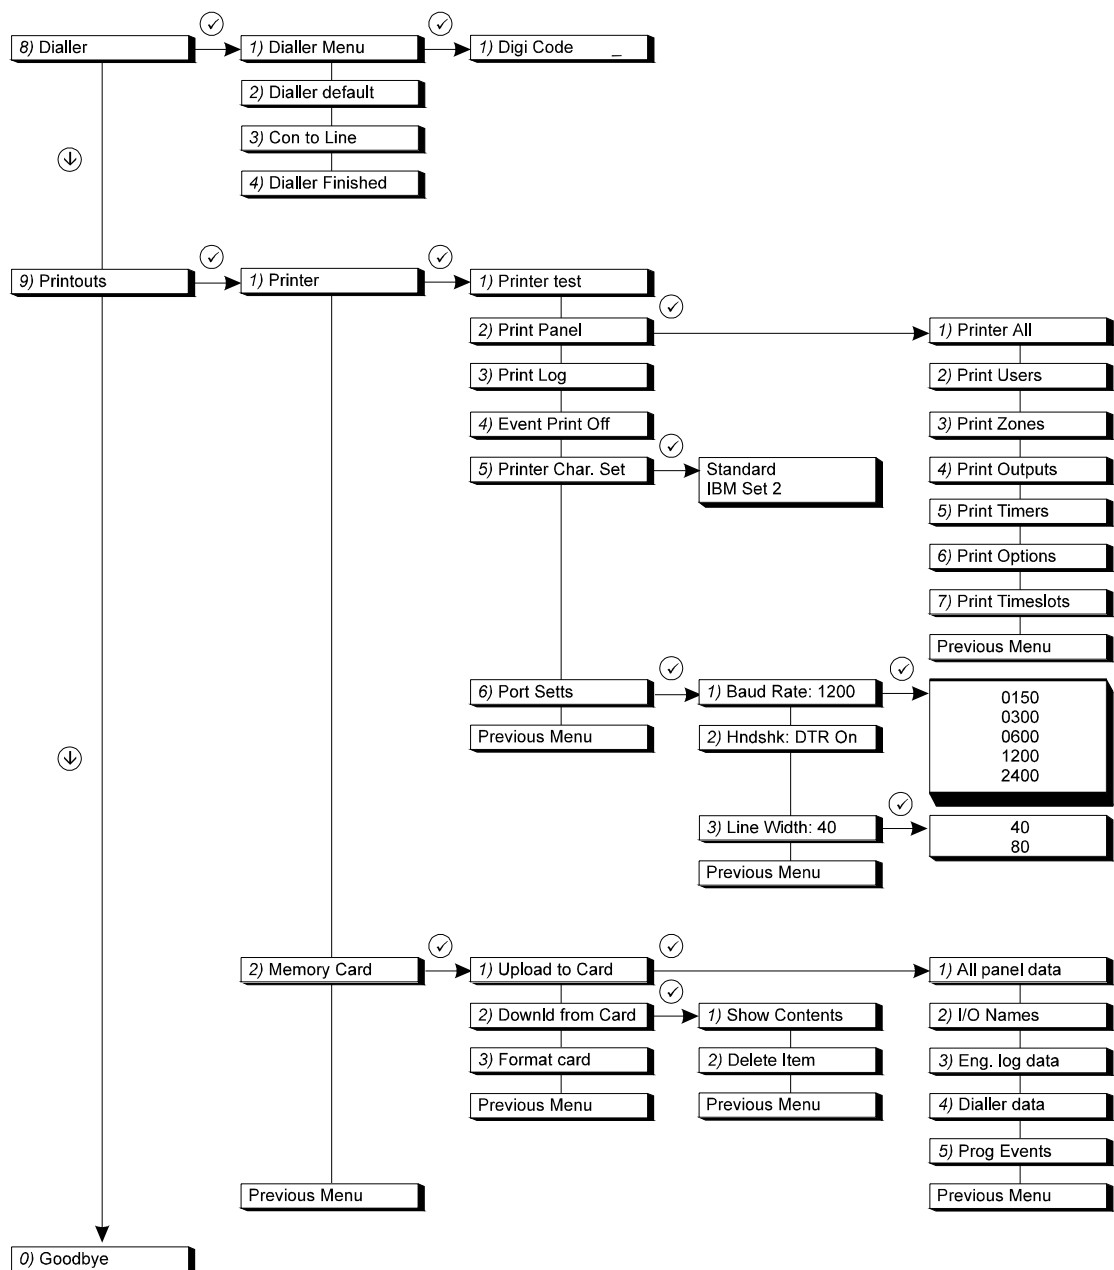 8) Dialler
1) Dialler Menu
1) Digi Code _
2) Dialler default
3) Con to Line
4) Dialler Finished
9) Printouts
1) Printer
1) Printer test
2) Print Panel
1) Printer All
2) Print Users
3) Print Log
3) Print Zones
4) Event Print Off
5) Printer Char. Set
Standard
IBM Set 2
4) Print Outputs
5) Print Timers
6) Print Options
7) Print Timeslots
Previous Menu
6) Port Setts
1) Baud Rate: 1200
0150
0300
0600
1200
2400
Previous Menu
2) Hndshk: DTR On
3) Line Width: 40
40
80
Previous Menu
2) Memory Card
1) Upload to Card
1) All panel data
2) Downld from Card
1) Show Contents
2) I/O Names
3) Format card
2) Delete Item
3) Eng. log data
Previous Menu
Previous Menu
4) Dialler data
5) Prog Events
Previous Menu
Previous Menu
0) Goodbye